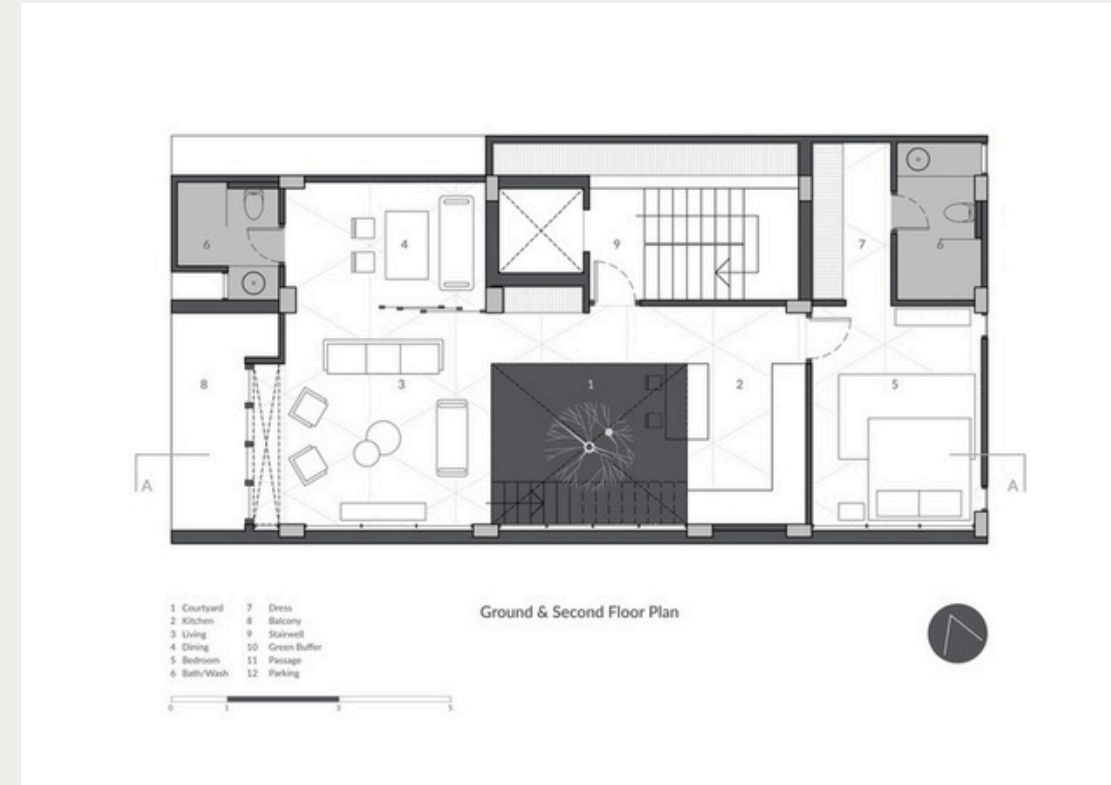 6
4
9
7
6
8
3
1
2
5
A
A
1 Courtyard 7 Dress
2 Kitchen 8 Balcony
3 Living 9 Stairwell
4 Dining 10 Green Buffer
5 Bedroom 11 Passage
6 Bath/Wash 12 Parking
Ground & Second Floor Plan
0 1 3 5